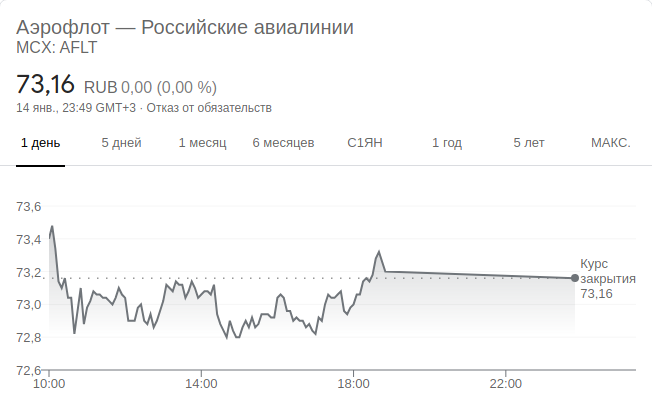 Аэрофлот — Российские авиалинии
MCX: AFLT
73,16 RUB 0,00 (0,00 %)
14 янв., 23:49 GMT+3 · Отказ от обязательств
1 день 5 дней 1 месяц 6 месяцев С1ЯН 1 год 5 лет МАКС.
73,6
73,4
73,2
73,0
72,8
72,6
Курс
закрытия
73,16
10:00 14:00 18:00 22:00